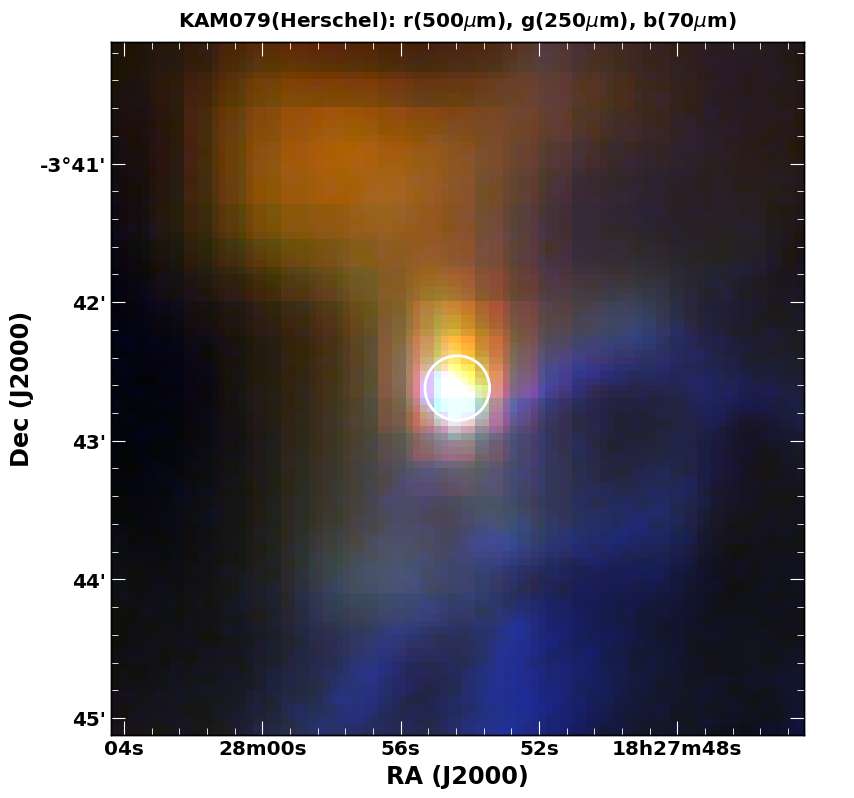 KAM079(Herschel): r(500μm), g(250μm), b(70μm)
-3°41'
42'
43'
44'
45'
Dec (J2000)
04s 28m00s 56s 52s 18h27m48s
RA (J2000)